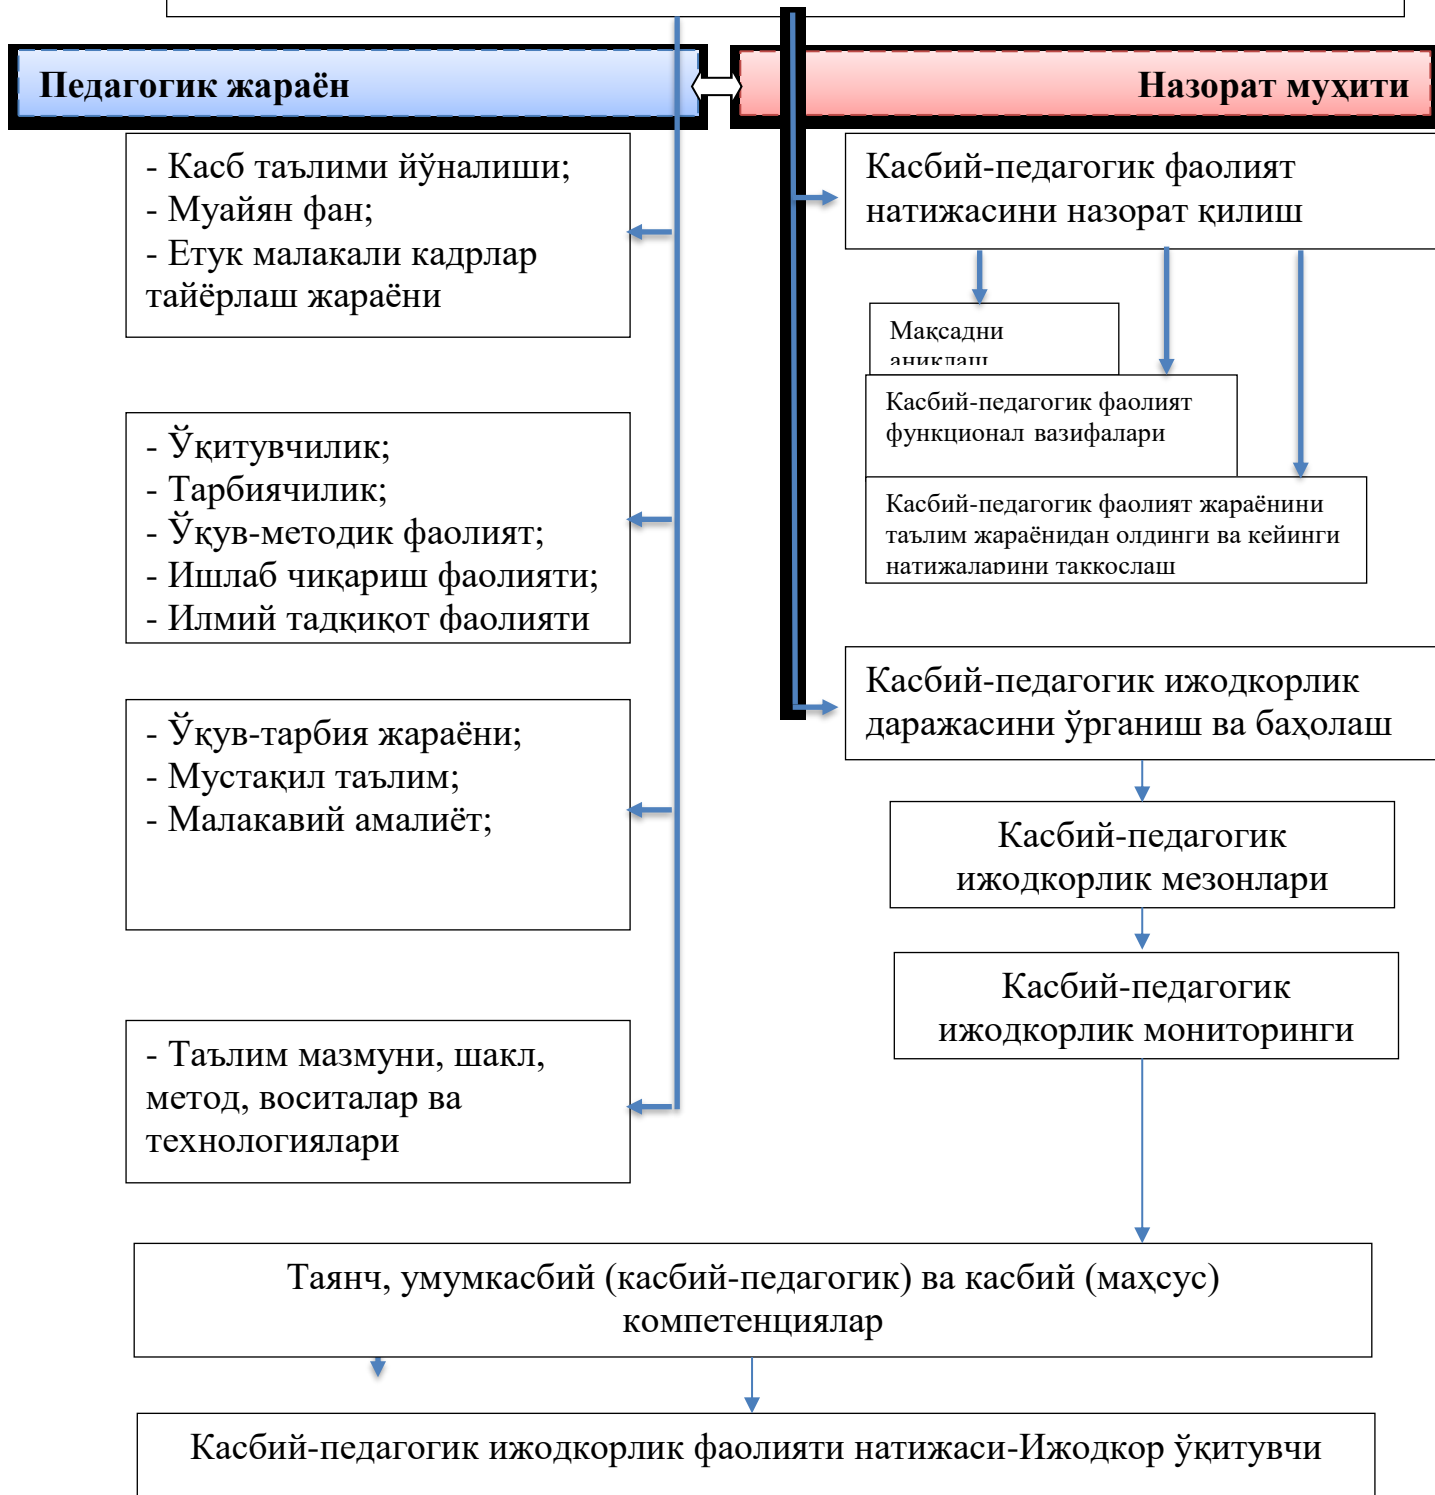 Педагогик жараён
Назорат муҳити
- Касб таълими йўналиши;
- Муайян фан;
- Етук малакали кадрлар
тайёрлаш жараёни
- Ўқитувчилик;
- Тарбиячилик;
- Ўқув-методик фаолият;
- Ишлаб чиқариш фаолияти;
- Илмий тадқиқот фаолияти
- Ўқув-тарбия жараёни;
- Мустақил таълим;
- Малакавий амалиёт;
- Таълим мазмуни, шакл,
метод, воситалар ва
технологиялари
Касбий-педагогик фаолият
натижасини назорат қилиш
Мақсадни
аниқлаш
Касбий-педагогик фаолият
функционал вазифалари
Касбий-педагогик фаолият жараёнини
таълим жараёнидан олдинги ва кейинги
натижаларини таққослаш
Касбий-педагогик ижодкорлик
даражасини ўрганиш ва баҳолаш
Касбий-педагогик
ижодкорлик мезонлари
Касбий-педагогик
ижодкорлик мониторинги
Таянч, умумкасбий (касбий-педагогик) ва касбий (маҳсус)
компетенциялар
Касбий-педагогик ижодкорлик фаолияти натижаси-Ижодкор ўқитувчи